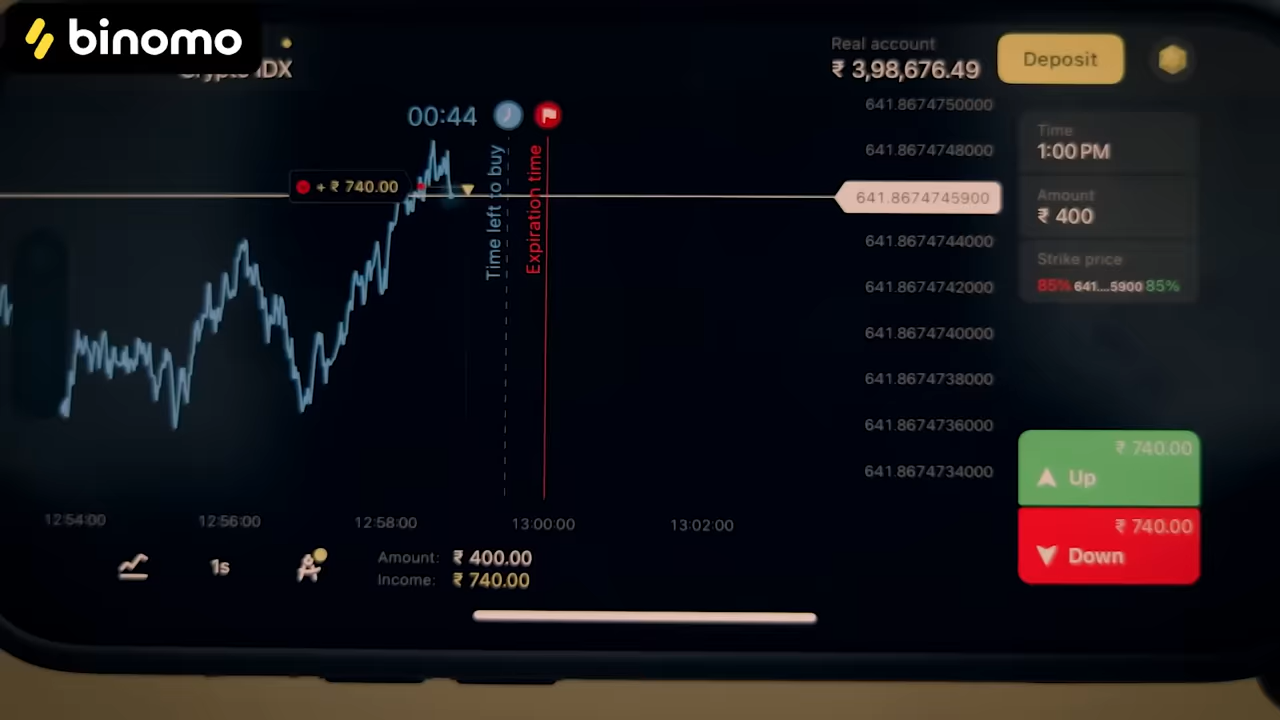 binomo
Crypto IDX
Real account
₹ 3,98,676.49
Deposit
00:44
641.8674750000
641.8674748000
641.8674745900
641.8674744000
641.8674742000
641.8674740000
641.8674738000
641.8674736000
641.8674734000
+ ₹ 740.00
Time left to buy
Expiration time
Time
1:00 PM
Amount
₹ 400
Strike price
85% 641....5900 85%
₹ 740.00
Up
₹ 740.00
Down
12:54:00 12:56:00 12:58:00 13:00:00 13:02:00
1s
Amount: ₹ 400.00
Income: ₹ 740.00